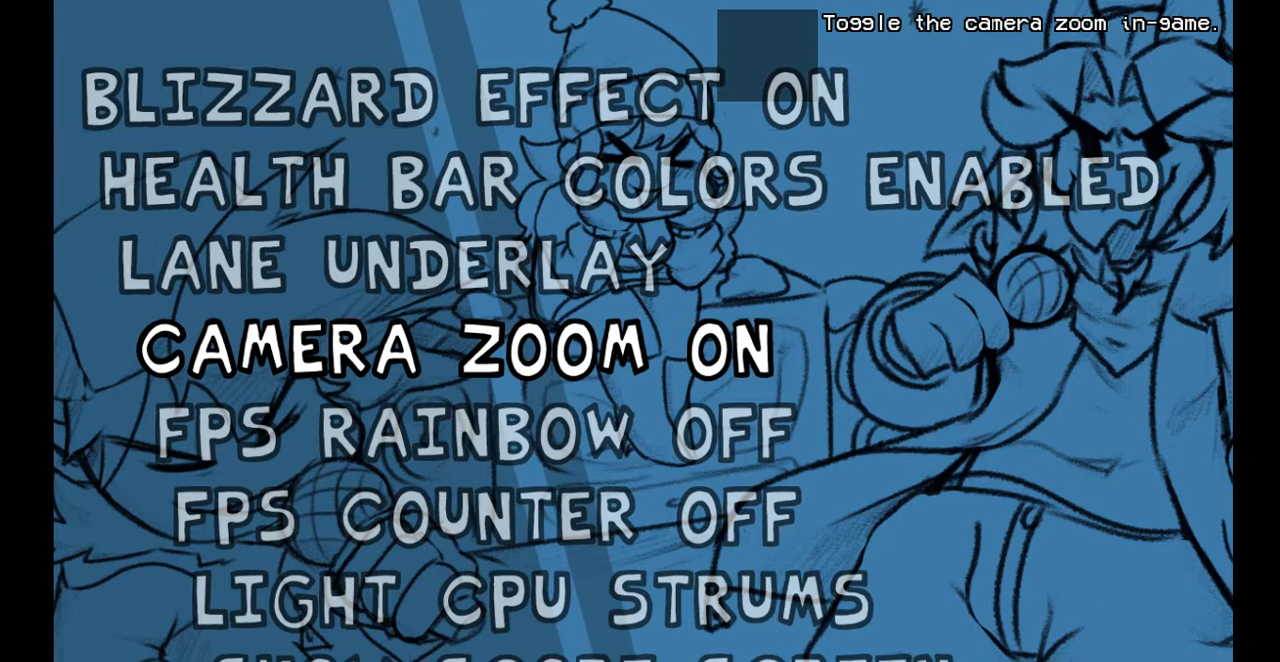 Toggle the camera zoom in-game.
BLIZZARD EFFECT ON
HEALTH BAR COLORS ENABLED
LANE UNDERLAY
CAMERA ZOOM ON
FPS RAINBOW OFF
FPS COUNTER OFF
LIGHT CPU STRUMS